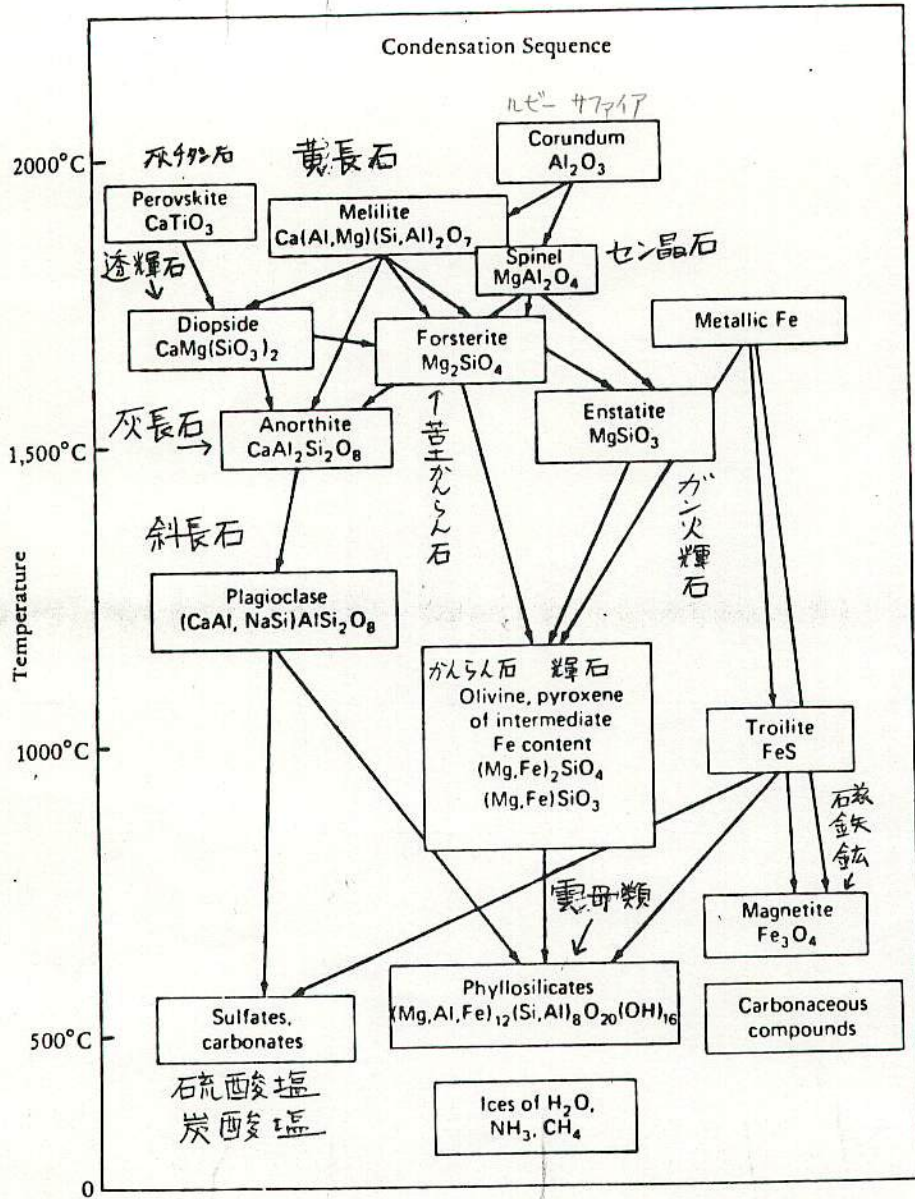 Condensation Sequence
ルビー サファイア
Corundum
Al₂O₃
2000°C
灰チタン石
Perovskite
CaTiO₃
黄長石
Melilite
Ca(Al,Mg)(Si,Al)₂O₇
Spinel
MgAl₂O₄
セン晶石
透輝石
Diopside
CaMg(SiO₃)₂
Forsterite
Mg₂SiO₄
Metallic Fe
灰長石
Anorthite
CaAl₂Si₂O₈
苦土かんらん石
Enstatite
MgSiO₃
ガン火輝石
1,500°C
斜長石
Plagioclase
(CaAl, NaSi)AlSi₂O₈
Temperature
かんらん石 輝石
Olivine, pyroxene
of intermediate
Fe content
(Mg,Fe)₂SiO₄
(Mg,Fe)SiO₃
1000°C
Troilite
FeS
磁鉄鉱
Magnetite
Fe₃O₄
雲母類
Phyllosilicates
(Mg,Al,Fe)₁₂(Si,Al)₈O₂₀(OH)₁₆
Carbonaceous
compounds
500°C
Sulfates,
carbonates
硫酸塩
炭酸塩
Ices of H₂O,
NH₃, CH₄
0